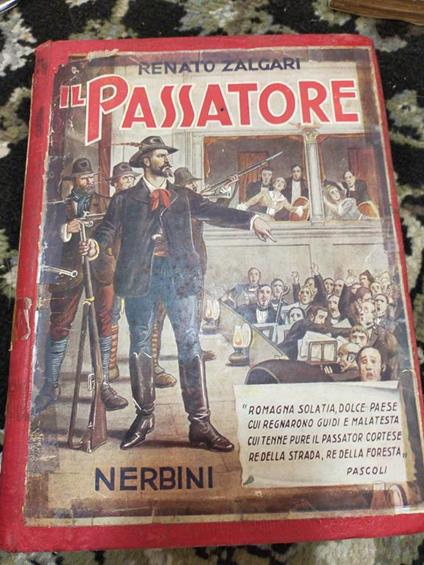 RENATO ZALGARI
IL PASSATORE
"ROMAGNA SOLATIA, DOLCE PAESE
CUI REGNARONO GUIDI E MALATESTA
CUI TENNE PURE IL PASSATOR CORTESE
RE DELLA STRADA, RE DELLA FORESTA„
PASCOLI
NERBINI